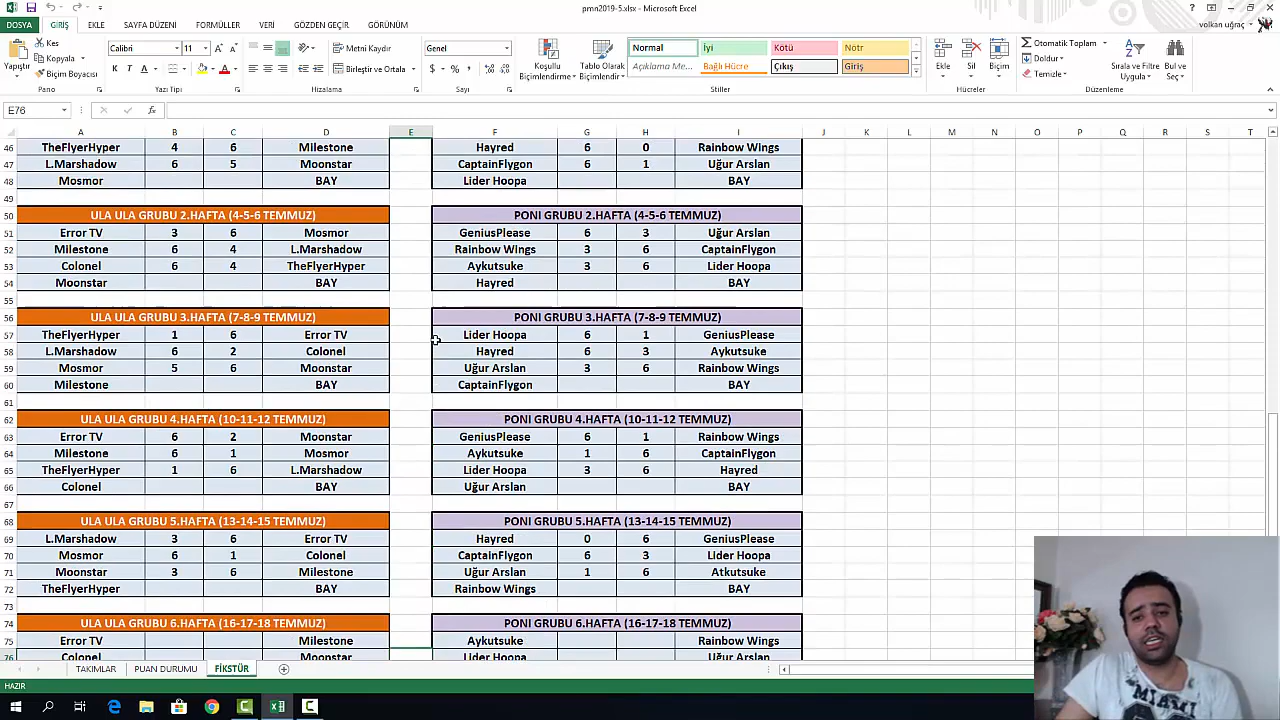 pmn2019-5.xlsx - Microsoft Excel
DOSYA GİRİŞ EKLE SAYFA DÜZENİ FORMÜLLER VERİ GÖZDEN GEÇİR GÖRÜNÜM volkan uğraç
Yapıştır Kes Kopyala Biçim Boyacısı
Calibri 11 Metni Kaydır Birleştir ve Ortala
Genel
Koşullu Biçimlendirme Tablo Olarak Biçimlendir
Normal İyi Kötü Nötr
Açıklama Me... Bağlı Hücre Çıkış Giriş
Ekle Sil Biçim
Otomatik Toplam Doldur Temizle
Sırala ve Filtre Uygula Bul ve Seç
Pano Yazı Tipi Hizalama Sayı Stiller Hücreler Düzenleme
E76
A B C D E F G H I J K L M N O P Q R S T
46 TheFlyerHyper 4 6 Milestone Hayred 6 0 Rainbow Wings
47 L.Marshadow 6 5 Moonstar CaptainFlygon 6 1 Uğur Arslan
48 Mosmor BAY Lider Hoopa BAY
49
50 ULA ULA GRUBU 2.HAFTA (4-5-6 TEMMUZ) PONI GRUBU 2.HAFTA (4-5-6 TEMMUZ)
51 Error TV 3 6 Mosmor GeniusPlease 6 3 Uğur Arslan
52 Milestone 6 4 L.Marshadow Rainbow Wings 3 6 CaptainFlygon
53 Colonel 6 4 TheFlyerHyper Aykutsuke 3 6 Lider Hoopa
54 Moonstar BAY Hayred BAY
55
56 ULA ULA GRUBU 3.HAFTA (7-8-9 TEMMUZ) PONI GRUBU 3.HAFTA (7-8-9 TEMMUZ)
57 TheFlyerHyper 1 6 Error TV Lider Hoopa 6 1 GeniusPlease
58 L.Marshadow 6 2 Colonel Hayred 6 3 Aykutsuke
59 Mosmor 5 6 Moonstar Uğur Arslan 3 6 Rainbow Wings
60 Milestone BAY CaptainFlygon BAY
61
62 ULA ULA GRUBU 4.HAFTA (10-11-12 TEMMUZ) PONI GRUBU 4.HAFTA (10-11-12 TEMMUZ)
63 Error TV 6 2 Moonstar GeniusPlease 6 1 Rainbow Wings
64 Milestone 6 1 Mosmor Aykutsuke 1 6 CaptainFlygon
65 TheFlyerHyper 1 6 L.Marshadow Lider Hoopa 3 6 Hayred
66 Colonel BAY Uğur Arslan BAY
67
68 ULA ULA GRUBU 5.HAFTA (13-14-15 TEMMUZ) PONI GRUBU 5.HAFTA (13-14-15 TEMMUZ)
69 L.Marshadow 3 6 Error TV Hayred 0 6 GeniusPlease
70 Mosmor 6 1 Colonel CaptainFlygon 6 3 Lider Hoopa
71 Moonstar 3 6 Milestone Uğur Arslan 1 6 Atkutsuke
72 TheFlyerHyper BAY Rainbow Wings BAY
73
74 ULA ULA GRUBU 6.HAFTA (16-17-18 TEMMUZ) PONI GRUBU 6.HAFTA (16-17-18 TEMMUZ)
75 Error TV Milestone Aykutsuke Rainbow Wings
76 Colonel Moonstar Lider Hoopa Uğur Arslan
TAKIMLAR PUAN DURUMU FİKSTÜR
HAZIR
MIAMI